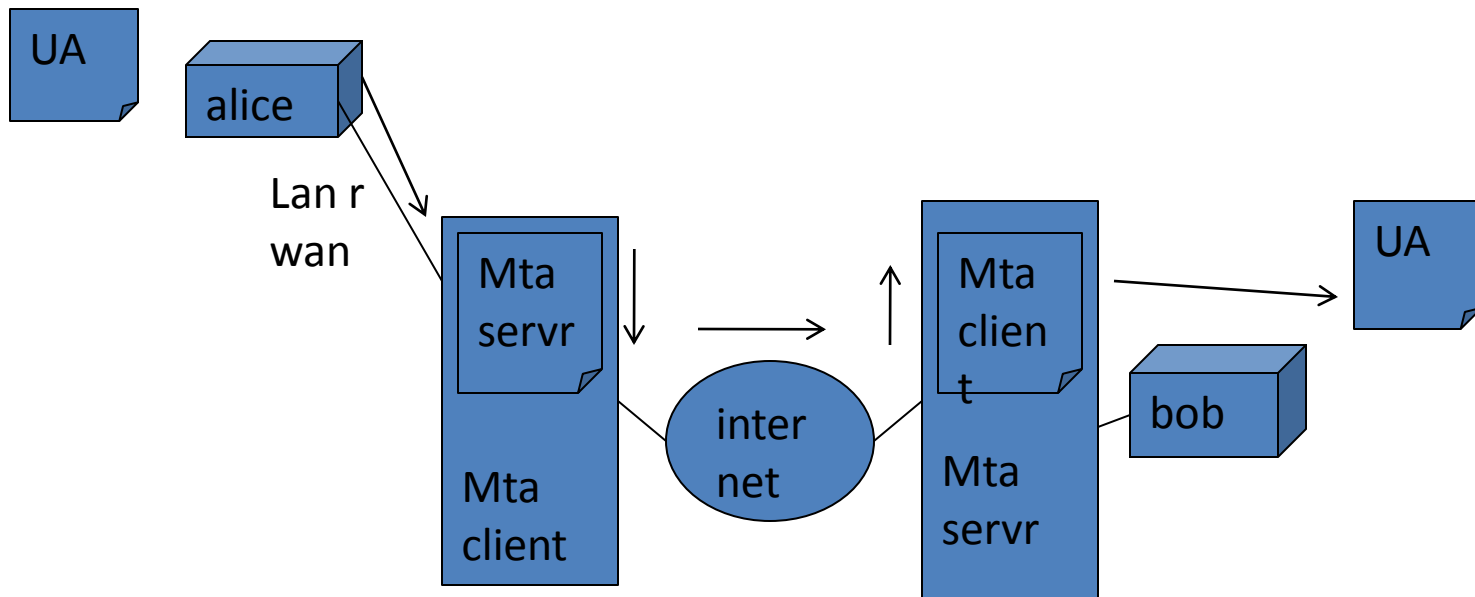 UA
alice
Lan r
wan
Mta
servr
Mta
client
inter
net
Mta
clien
t
Mta
servr
UA
bob